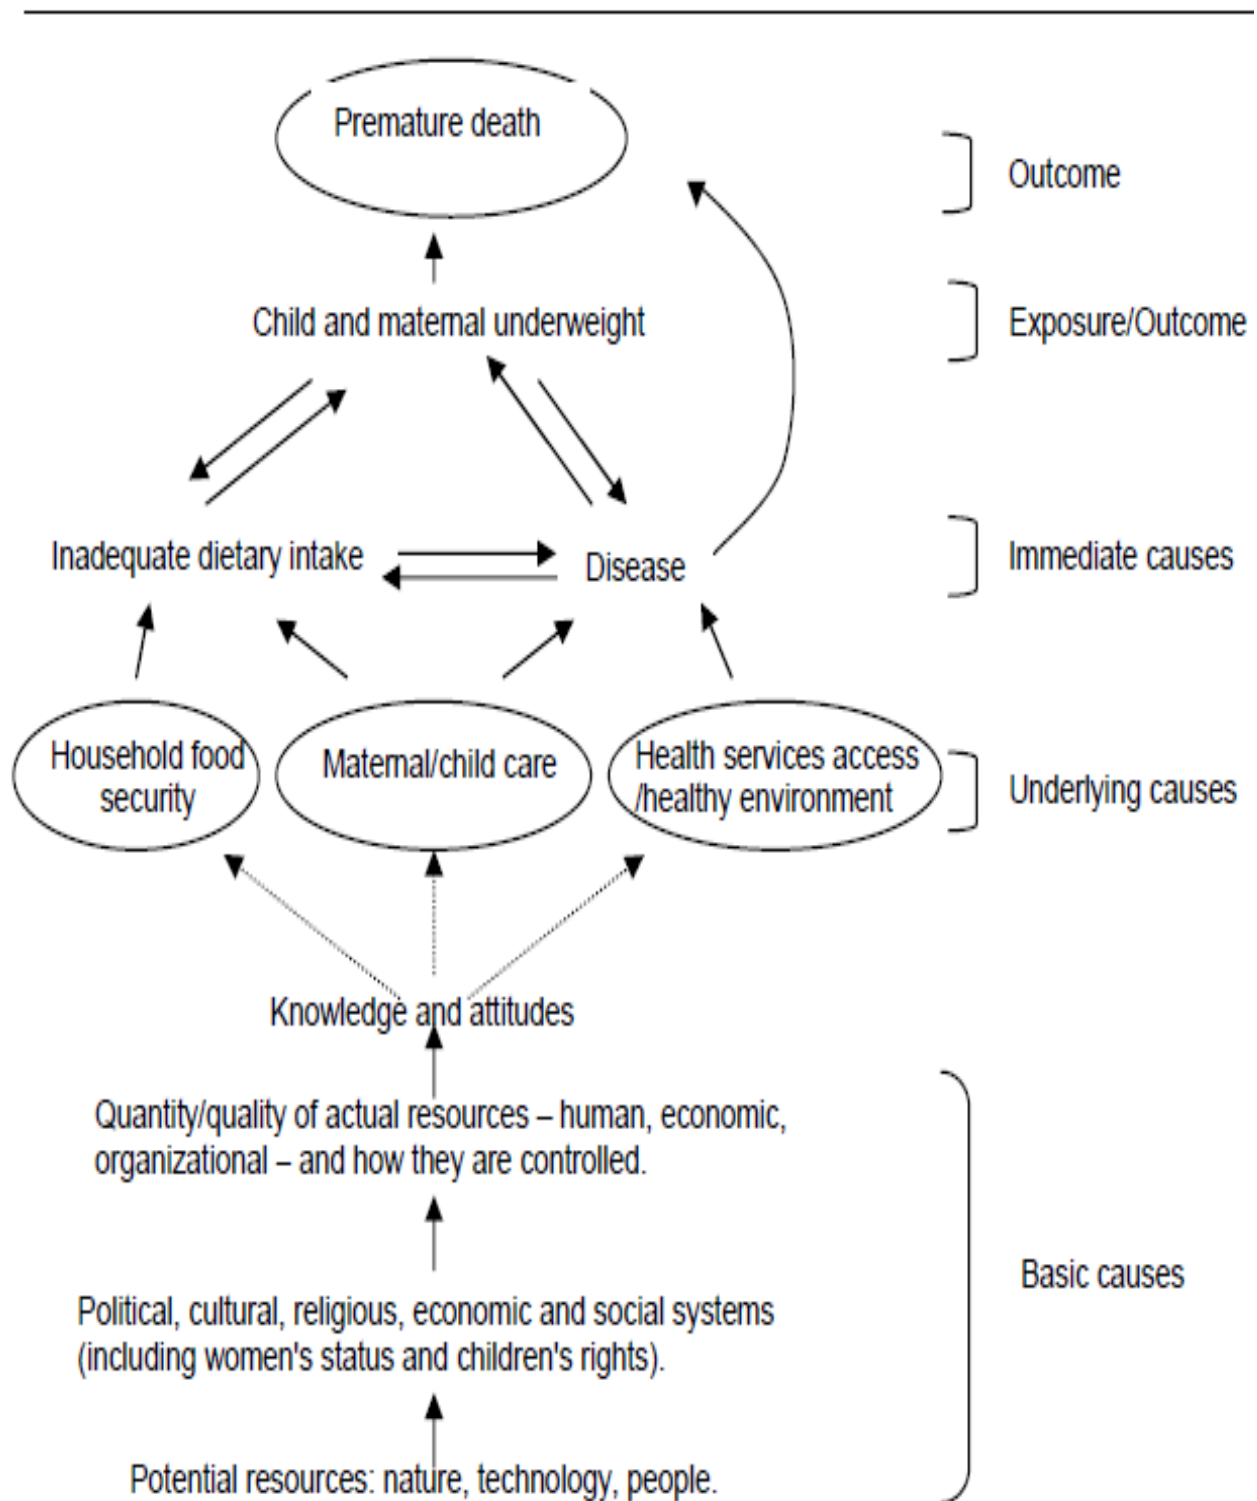 Premature death
Outcome
Child and maternal underweight
Exposure/Outcome
Inadequate dietary intake
Disease
Immediate causes
Household food
security
Maternal/child care
Health services access
/healthy environment
Underlying causes
Knowledge and attitudes
Quantity/quality of actual resources – human, economic,
organizational – and how they are controlled.
Basic causes
Political, cultural, religious, economic and social systems
(including women's status and children's rights).
Potential resources: nature, technology, people.